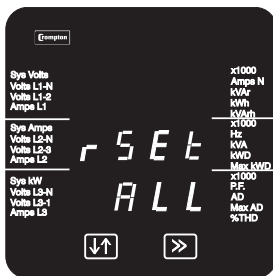 Crompton
Sys Volts
Volts L1-N
Volts L1-2
Amps L1
Sys Amps
Volts L2-N
Volts L2-3
Amps L2
Sys kW
Volts L3-N
Volts L3-1
Amps L3
rSEt
ALL
x1000
Amps N
kVAr
kWh
kVArh
x1000
Hz
kVA
kWD
Max kWD
x1000
P.F.
AD
Max AD
%THD